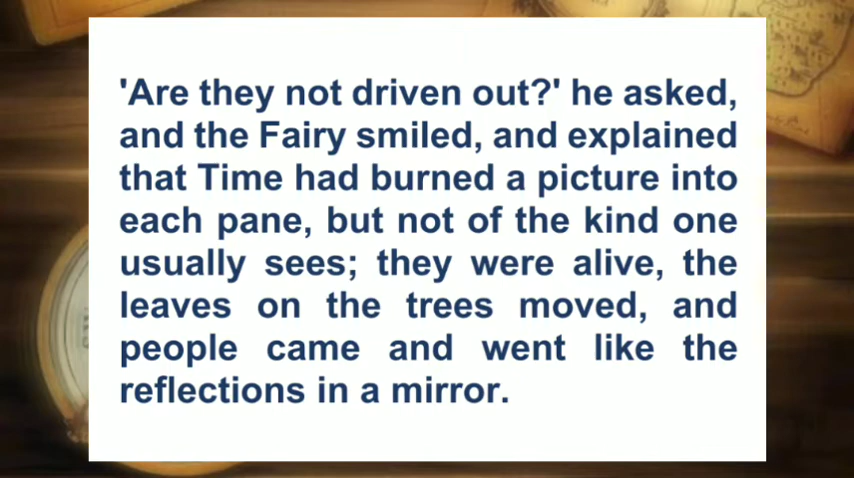 'Are they not driven out?' he asked,
and the Fairy smiled, and explained
that Time had burned a picture into
each pane, but not of the kind one
usually sees; they were alive, the
leaves on the trees moved, and
people came and went like the
reflections in a mirror.